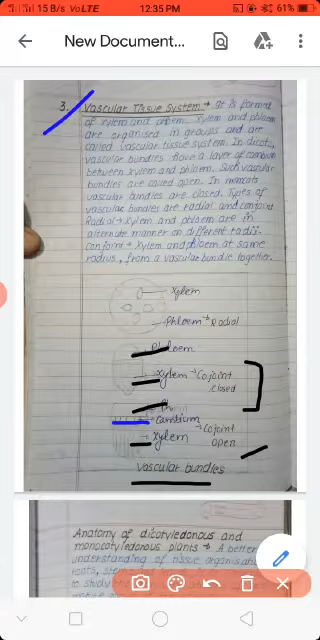 15 B/s VoLTE
12:35 PM
61%
New Document...
3. Vascular Tissue System → It is formed
of xylem and phloem. Xylem and phloem
are organised in groups and are
called vascular tissue system. In dicots,
vascular bundles have a layer of cambium
between xylem and phloem. Such vascular
bundles are called open. In monocots
vascular bundles are closed. Types of
vascular bundles are radial and conjoint
Radial → Xylem and phloem are in
alternate manner on different radii.
Conjoint → Xylem and phloem at same
radius, from a vascular bundle together.
Xylem
Phloem → Radial
Phloem
Xylem → Cojoint
closed
Cambium
→ Cojoint
Xylem open
Vascular bundles
Anatomy of dicotyledonous and
monocotyledonous plants → A better
understanding of tissue
roots,
to study